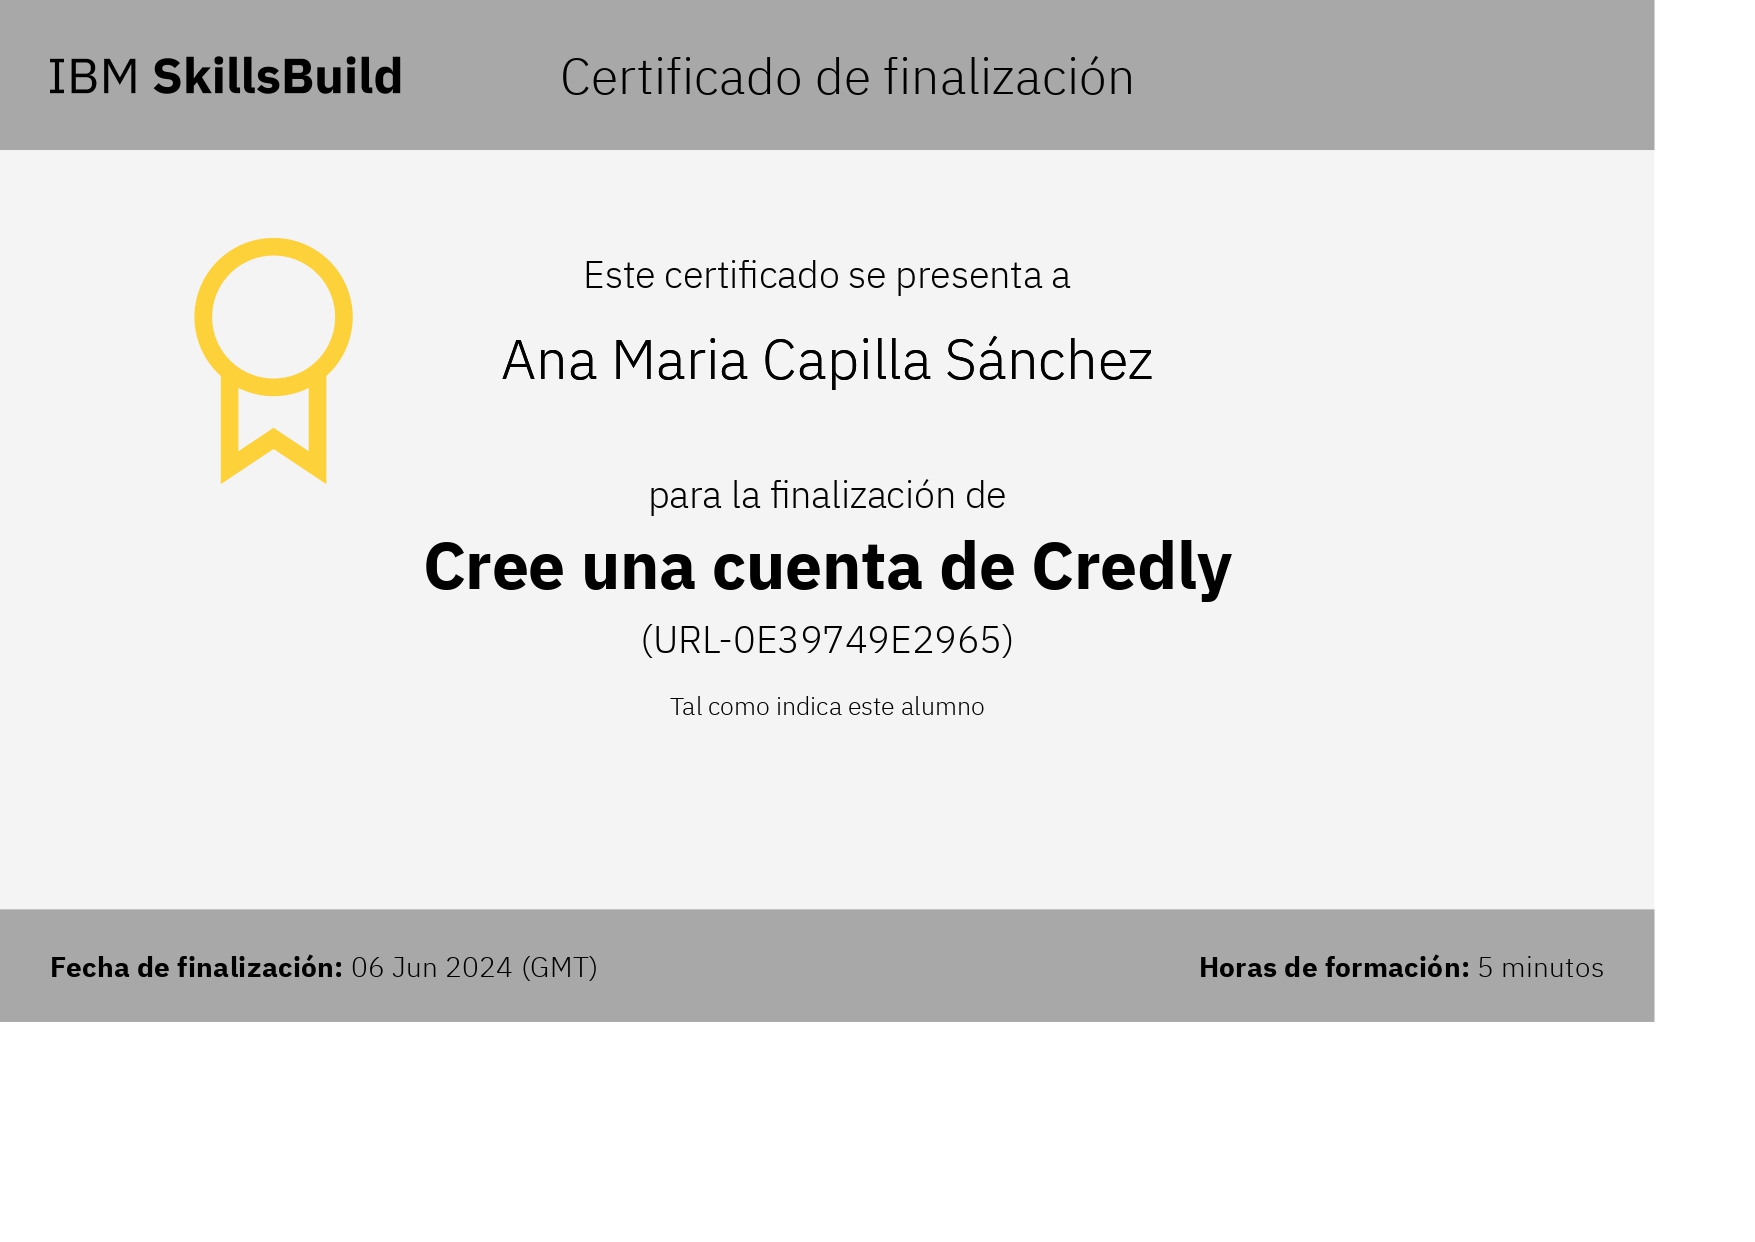 IBM SkillsBuild
Certificado de finalización
Este certificado se presenta a
Ana Maria Capilla Sánchez
para la finalización de
Cree una cuenta de Credly
(URL-0E39749E2965)
Tal como indica este alumno
Fecha de finalización: 06 Jun 2024 (GMT)
Horas de formación: 5 minutos